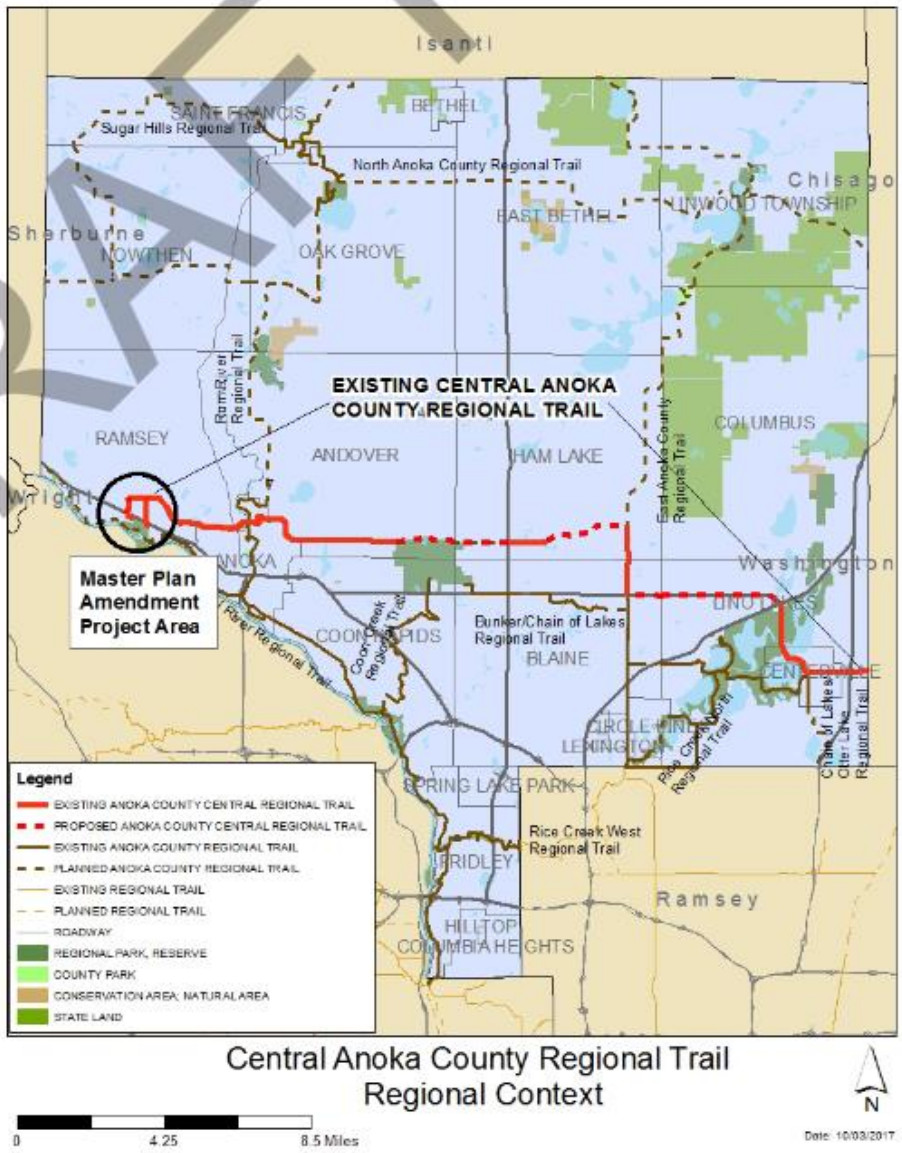 Isanti
SAINT FRANCIS
BETHEL
Sugar Hills Regional Trail
North Anoka County Regional Trail
Chisago
LINWOOD TOWNSHIP
EAST BETHEL
Sherburne
NOWTHEN
OAK GROVE
Rum River
Regional Trail
EXISTING CENTRAL ANOKA
COUNTY REGIONAL TRAIL
COLUMBUS
RAMSEY
ANDOVER
HAM LAKE
East Anoka County
Regional Trail
Wright
ANOKA
Washington
Master Plan
Amendment
Project Area
LINO LAKES
River Regional Trail
COON RAPIDS
Coon Creek
Regional Trail
Bunker/Chain of Lakes
Regional Trail
BLAINE
CENTERVILLE
CIRCLE PINES
LEXINGTON
Rice Creek North
Regional Trail
Chain of Lakes/
Otter Lake
Regional Trail
SPRING LAKE PARK
Rice Creek West
Regional Trail
FRIDLEY
Ramsey
HILLTOP
COLUMBIA HEIGHTS
Legend
EXISTING ANOKA COUNTY CENTRAL REGIONAL TRAIL
PROPOSED ANOKA COUNTY CENTRAL REGIONAL TRAIL
EXISTING ANOKA COUNTY REGIONAL TRAIL
PLANNED ANOKA COUNTY REGIONAL TRAIL
EXISTING REGIONAL TRAIL
PLANNED REGIONAL TRAIL
ROADWAY
REGIONAL PARK, RESERVE
COUNTY PARK
CONSERVATION AREA; NATURAL AREA
STATE LAND
Central Anoka County Regional Trail
Regional Context
N
0 4.25 8.5 Miles
Date: 10/03/2017